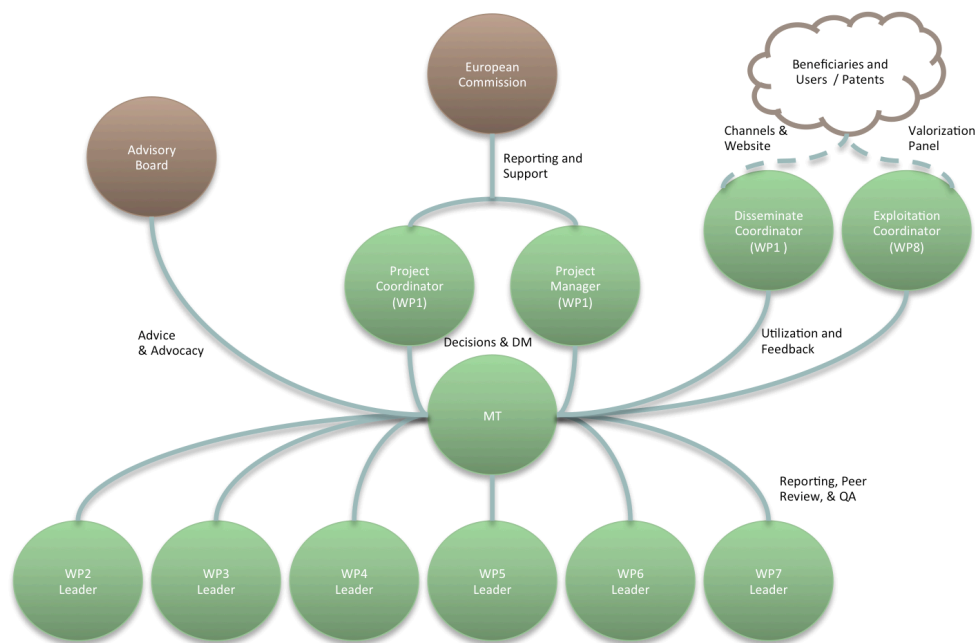 European
Commission
Beneficiaries and
Users / Patents
Advisory
Board
Channels &
Website
Valorization
Panel
Reporting and
Support
Disseminate
Coordinator
(WP1 )
Exploitation
Coordinator
(WP8)
Project
Coordinator
(WP1)
Project
Manager
(WP1)
Advice
& Advocacy
Decisions & DM
Utilization and
Feedback
MT
Reporting, Peer
Review, & QA
WP2
Leader
WP3
Leader
WP4
Leader
WP5
Leader
WP6
Leader
WP7
Leader